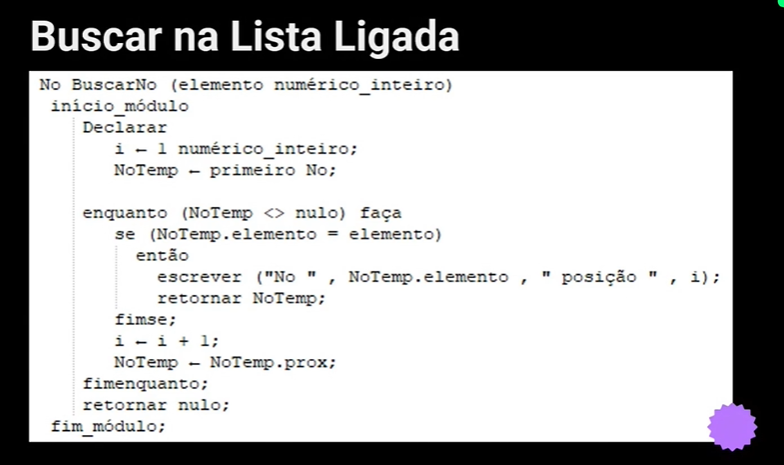 Buscar na Lista Ligada
No BuscarNo (elemento numérico_inteiro)
início_módulo
Declarar
i ← 1 numérico_inteiro;
NoTemp ← primeiro No;
enquanto (NoTemp <> nulo) faça
se (NoTemp.elemento = elemento)
então
escrever ("No " , NoTemp.elemento , " posição " , i);
retornar NoTemp;
fimse;
i ← i + 1;
NoTemp ← NoTemp.prox;
fimenquanto;
retornar nulo;
fim_módulo;